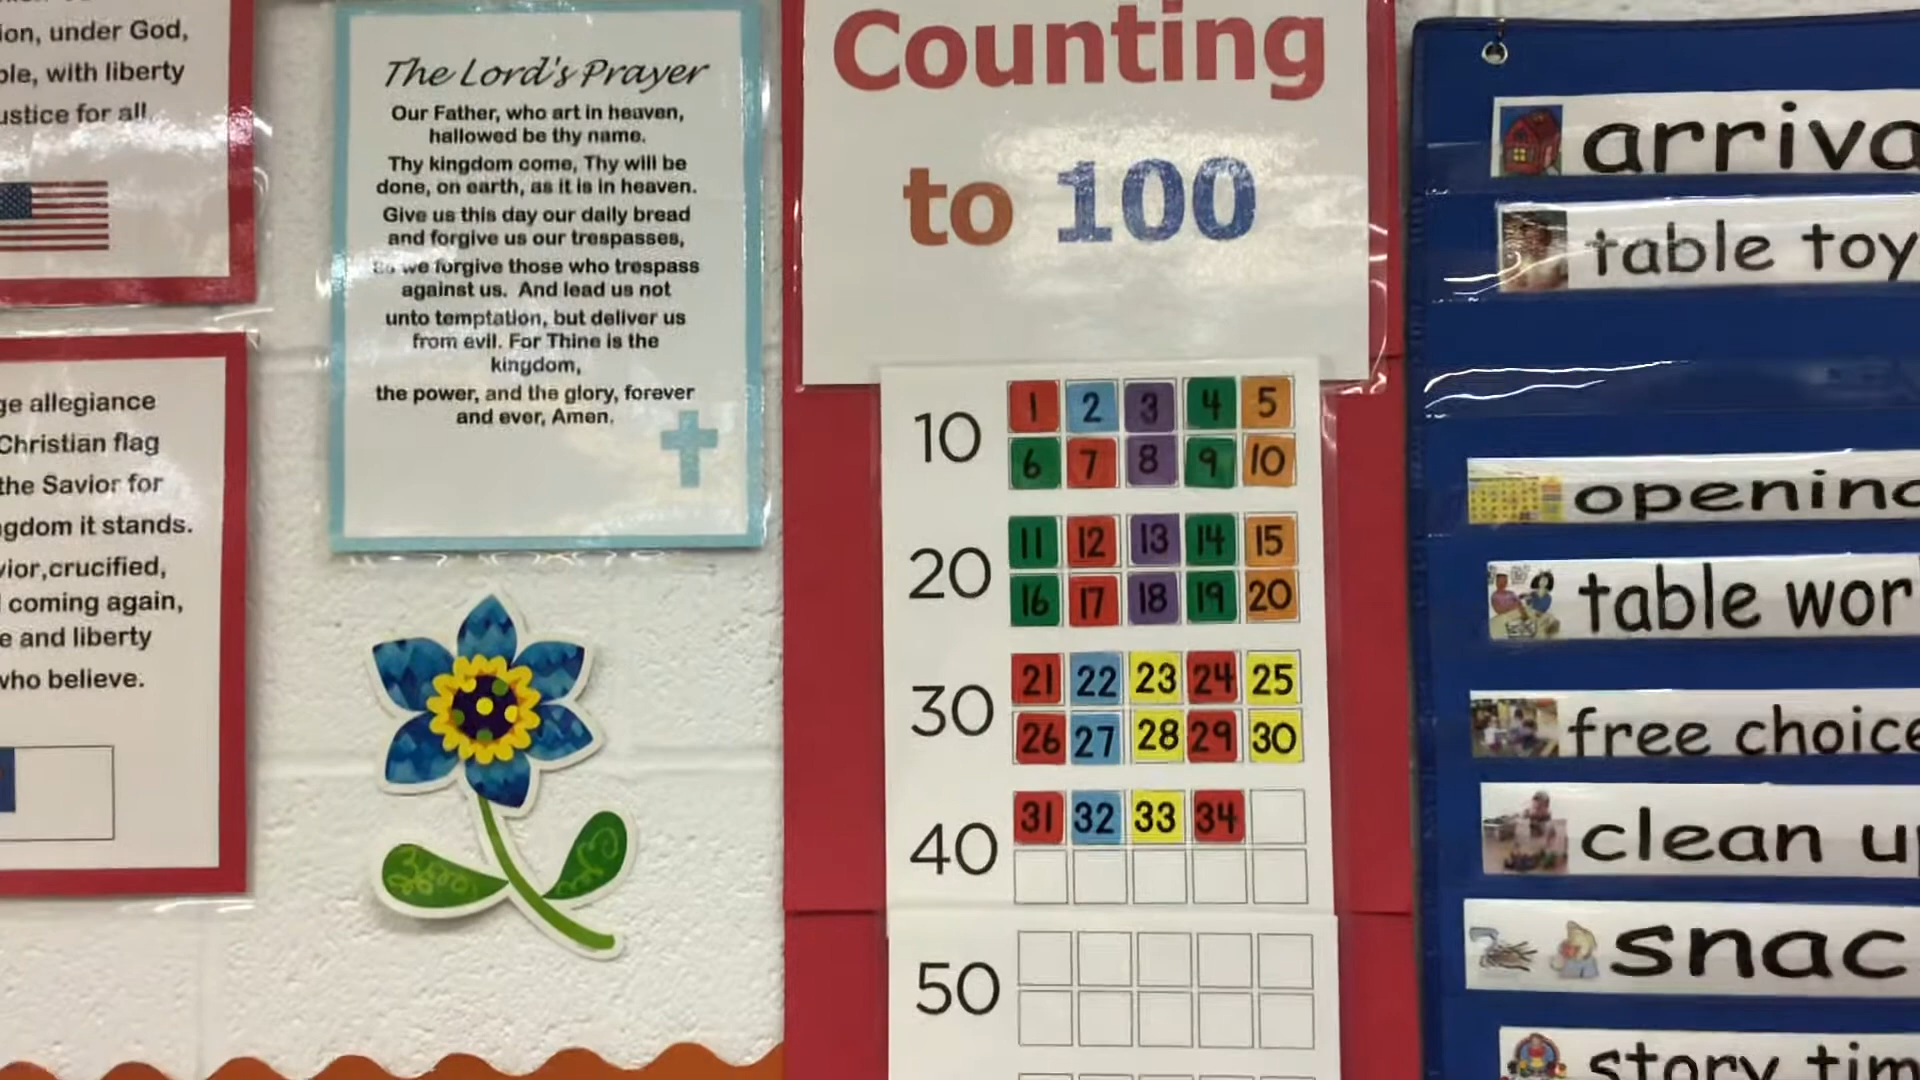 ion, under God,
ble, with liberty
ustice for all.
ge allegiance
Christian flag
the Savior for
ngdom it stands.
vior,crucified,
coming again,
e and liberty
who believe.
The Lord's Prayer
Our Father, who art in heaven,
hallowed be thy name.
Thy kingdom come, Thy will be
done, on earth, as it is in heaven.
Give us this day our daily bread
and forgive us our trespasses,
as we forgive those who trespass
against us. And lead us not
unto temptation, but deliver us
from evil. For Thine is the
kingdom,
the power, and the glory, forever
and ever, Amen.
Counting
to 100
10
1 2 3 4 5
6 7 8 9 10
20
11 12 13 14 15
16 17 18 19 20
30
21 22 23 24 25
26 27 28 29 30
40
31 32 33 34
50
arriva
table toy
opening
table wor
free choice
clean u
snac
story tim